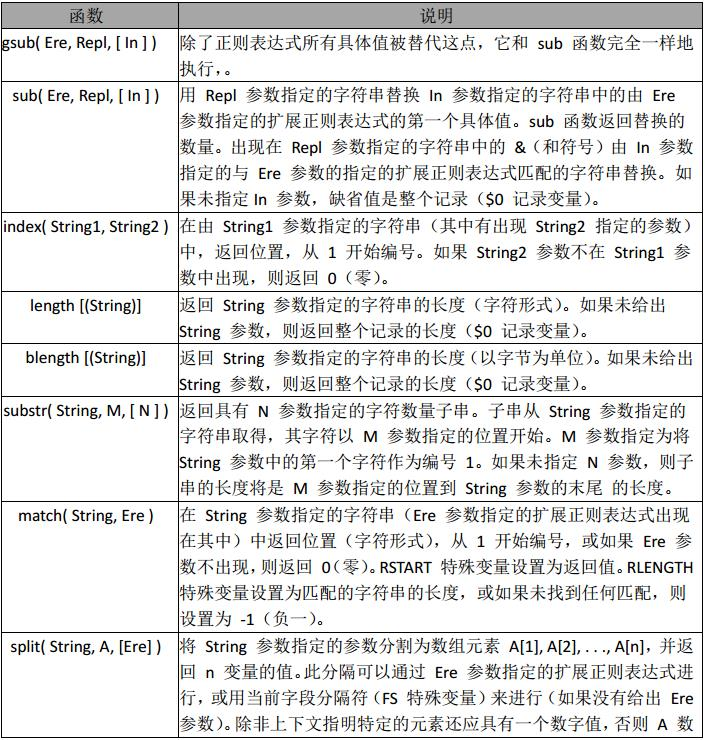 函数 说明
gsub( Ere, Repl, [ In ] ) 除了正则表达式所有具体值被替代这点，它和 sub 函数完全一样地
执行，。
sub( Ere, Repl, [ In ] ) 用 Repl 参数指定的字符串替换 In 参数指定的字符串中的由 Ere
参数指定的扩展正则表达式的第一个具体值。sub 函数返回替换的
数量。出现在 Repl 参数指定的字符串中的 &（和符号）由 In 参数
指定的与 Ere 参数的指定的扩展正则表达式匹配的字符串替换。如
果未指定 In 参数，缺省值是整个记录（$0 记录变量）。
index( String1, String2 ) 在由 String1 参数指定的字符串（其中有出现 String2 指定的参数）
中，返回位置，从 1 开始编号。如果 String2 参数不在 String1 参
数中出现，则返回 0（零）。
length [(String)] 返回 String 参数指定的字符串的长度（字符形式）。如果未给出
String 参数，则返回整个记录的长度（$0 记录变量）。
blength [(String)] 返回 String 参数指定的字符串的长度（以字节为单位）。如果未给出
String 参数，则返回整个记录的长度（$0 记录变量）。
substr( String, M, [ N ] ) 返回具有 N 参数指定的字符数量子串。子串从 String 参数指定的
字符串取得，其字符以 M 参数指定的位置开始。M 参数指定为将
String 参数中的第一个字符作为编号 1。如果未指定 N 参数，则子
串的长度将是 M 参数指定的位置到 String 参数的末尾 的长度。
match( String, Ere ) 在 String 参数指定的字符串（Ere 参数指定的扩展正则表达式出现
在其中）中返回位置（字符形式），从 1 开始编号，或如果 Ere 参
数不出现，则返回 0（零）。RSTART 特殊变量设置为返回值。RLENGTH
特殊变量设置为匹配的字符串的长度，或如果未找到任何匹配，则
设置为 -1（负一）。
split( String, A, [Ere] ) 将 String 参数指定的参数分割为数组元素 A[1], A[2], . . ., A[n]，并返
回 n 变量的值。此分隔可以通过 Ere 参数指定的扩展正则表达式进
行，或用当前字段分隔符（FS 特殊变量）来进行（如果没有给出 Ere
参数）。除非上下文指明特定的元素还应具有一个数字值，否则 A 数